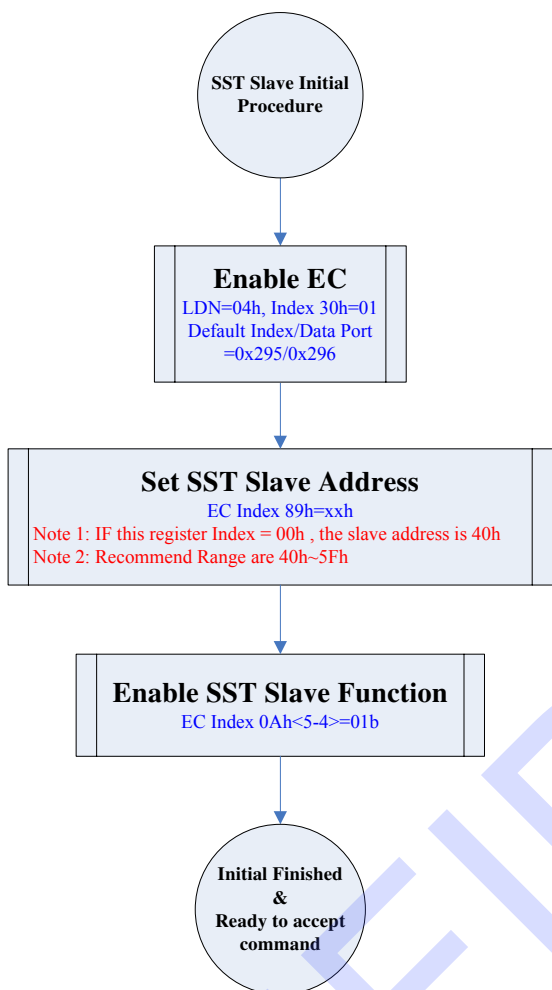 SST Slave Initial
Procedure
Enable EC
LDN=04h, Index 30h=01
Default Index/Data Port
=0x295/0x296
Set SST Slave Address
EC Index 89h=xxh
Note 1: IF this register Index = 00h , the slave address is 40h
Note 2: Recommend Range are 40h~5Fh
Enable SST Slave Function
EC Index 0Ah<5-4>=01b
Initial Finished
&
Ready to accept
command